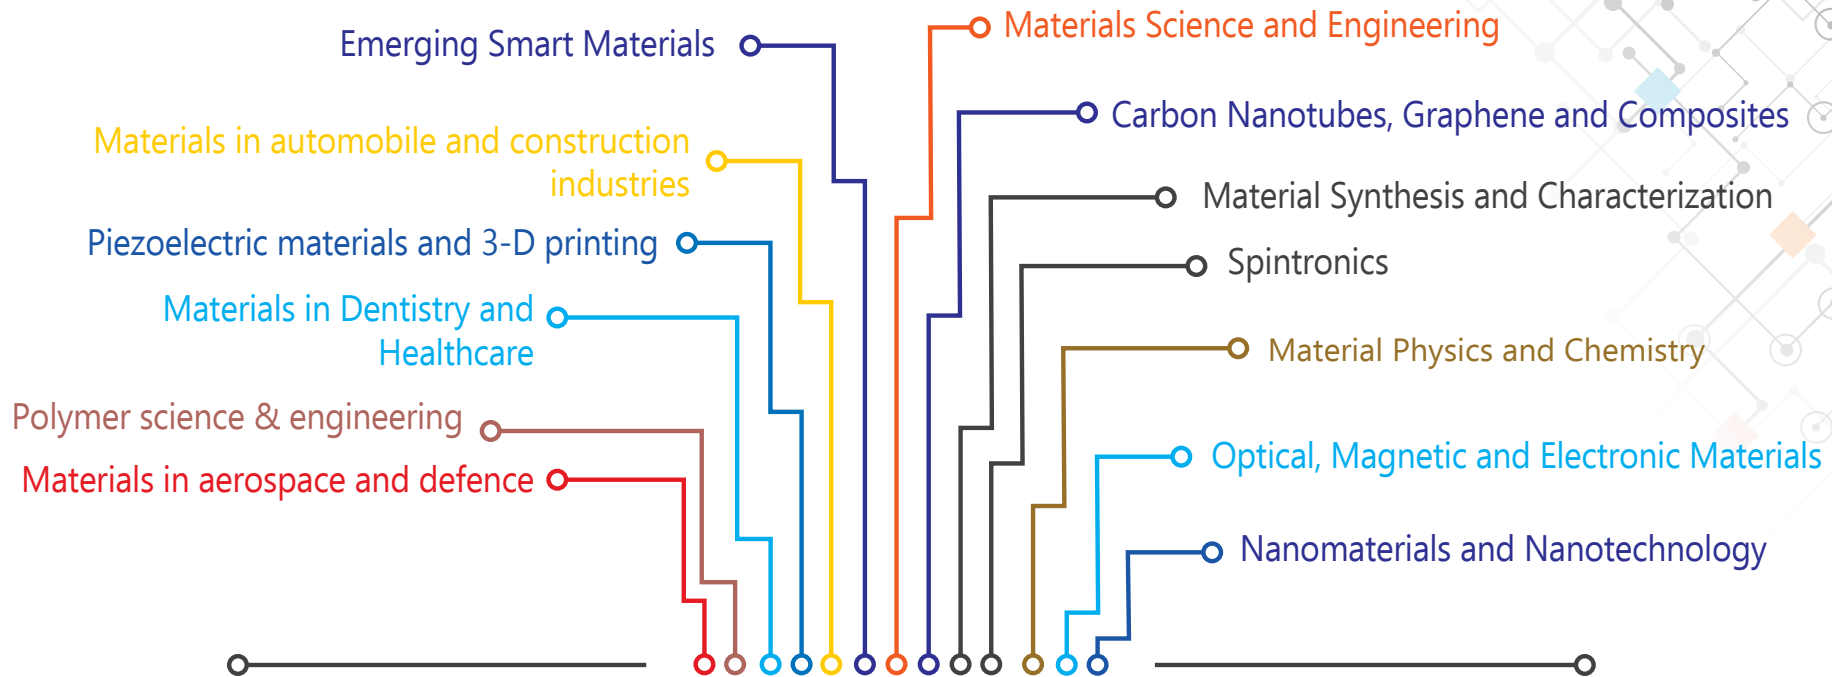 Emerging Smart Materials
Materials in automobile and construction
industries
Piezoelectric materials and 3-D printing
Materials in Dentistry and
Healthcare
Polymer science & engineering
Materials in aerospace and defence
Materials Science and Engineering
Carbon Nanotubes, Graphene and Composites
Material Synthesis and Characterization
Spintronics
Material Physics and Chemistry
Optical, Magnetic and Electronic Materials
Nanomaterials and Nanotechnology